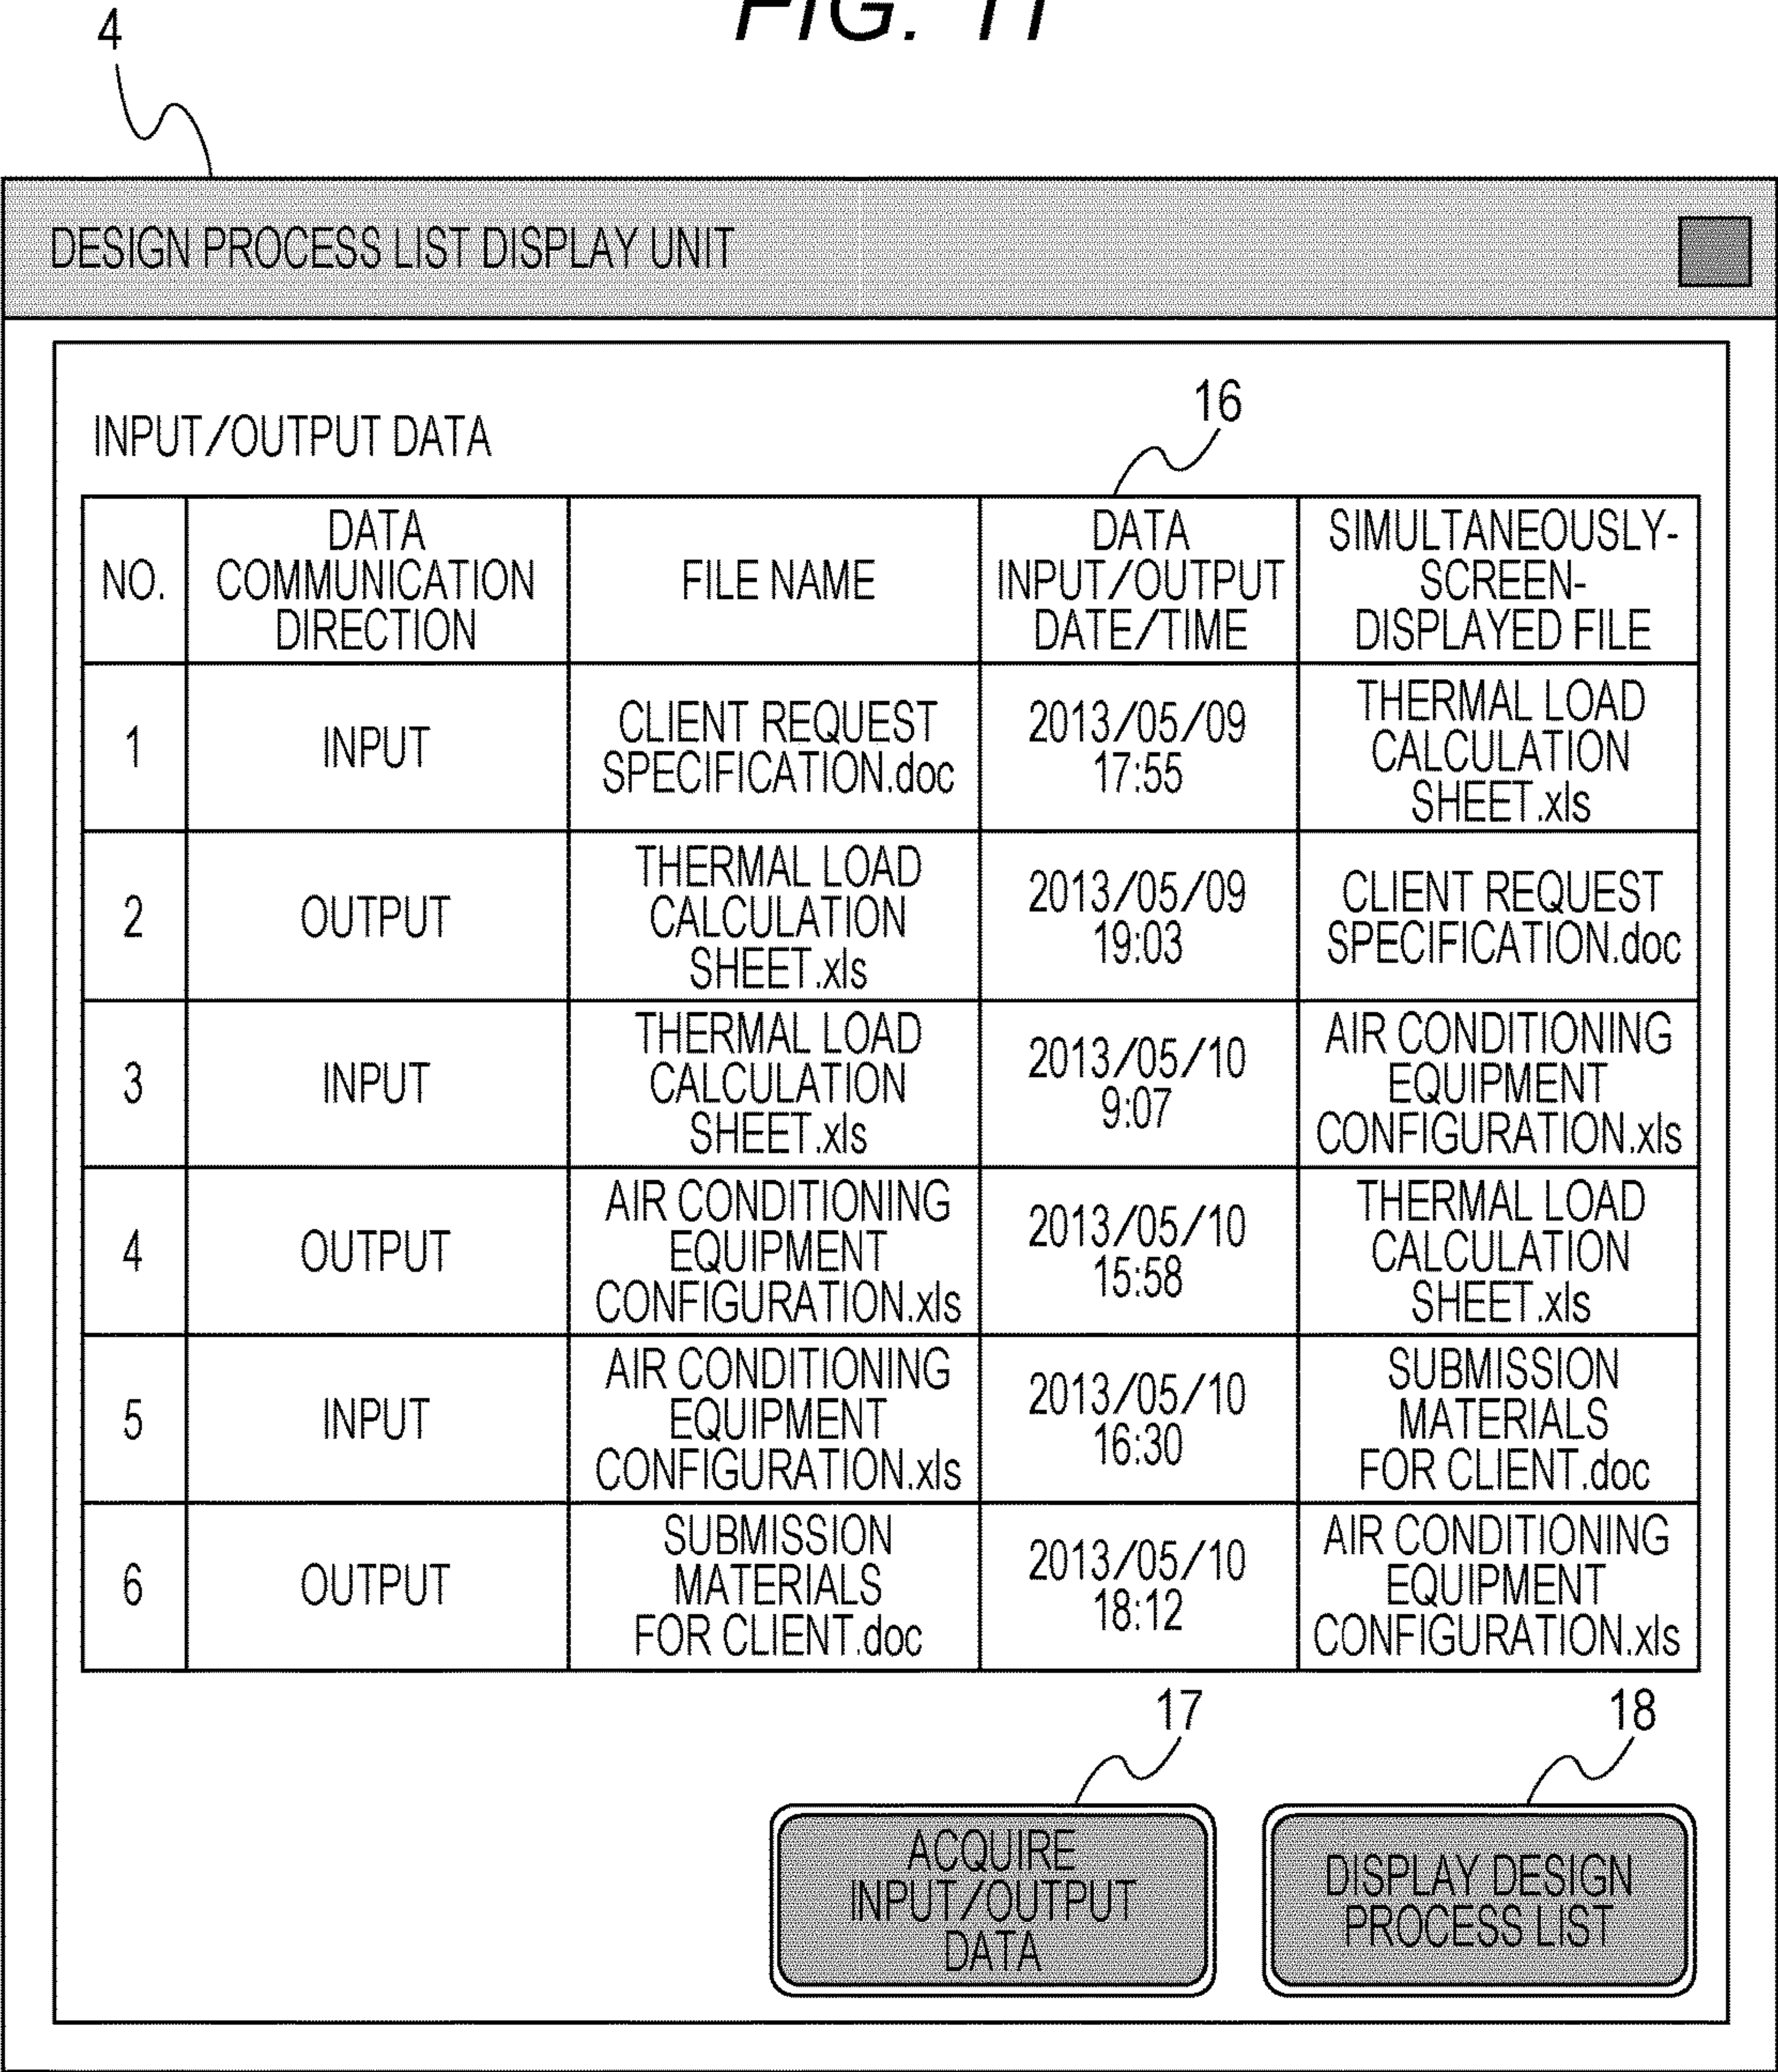 FIG. 11
4
DESIGN PROCESS LIST DISPLAY UNIT
INPUT/OUTPUT DATA
16
NO.
DATA
COMMUNICATION
DIRECTION
FILE NAME
DATA
INPUT/OUTPUT
DATE/TIME
SIMULTANEOUSLY-
SCREEN-
DISPLAYED FILE
1
INPUT
CLIENT REQUEST
SPECIFICATION.doc
2013/05/09
17:55
THERMAL LOAD
CALCULATION
SHEET.xls
2
OUTPUT
THERMAL LOAD
CALCULATION
SHEET.xls
2013/05/09
19:03
CLIENT REQUEST
SPECIFICATION.doc
3
INPUT
THERMAL LOAD
CALCULATION
SHEET.xls
2013/05/10
9:07
AIR CONDITIONING
EQUIPMENT
CONFIGURATION.xls
4
OUTPUT
AIR CONDITIONING
EQUIPMENT
CONFIGURATION.xls
2013/05/10
15:58
THERMAL LOAD
CALCULATION
SHEET.xls
5
INPUT
AIR CONDITIONING
EQUIPMENT
CONFIGURATION.xls
2013/05/10
16:30
SUBMISSION
MATERIALS
FOR CLIENT.doc
6
OUTPUT
SUBMISSION
MATERIALS
FOR CLIENT.doc
2013/05/10
18:12
AIR CONDITIONING
EQUIPMENT
CONFIGURATION.xls
17
18
ACQUIRE
INPUT/OUTPUT
DATA
DISPLAY DESIGN
PROCESS LIST